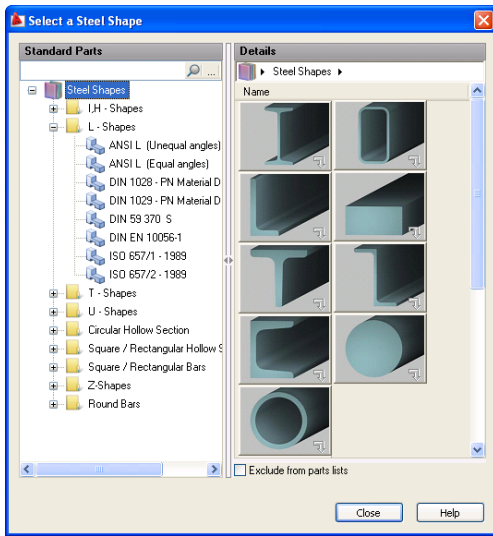 Select a Steel Shape
Standard Parts
...
Steel Shapes
I,H - Shapes
L - Shapes
ANSI L (Unequal angles)
ANSI L (Equal angles)
DIN 1028 - PN Material D
DIN 1029 - PN Material D
DIN 59 370 S
DIN EN 10056-1
ISO 657/1 - 1989
ISO 657/2 - 1989
T - Shapes
U - Shapes
Circular Hollow Section
Square / Rectangular Hollow S
Square / Rectangular Bars
Z-Shapes
Round Bars
Details
Steel Shapes
Name
Exclude from parts lists
Close
Help